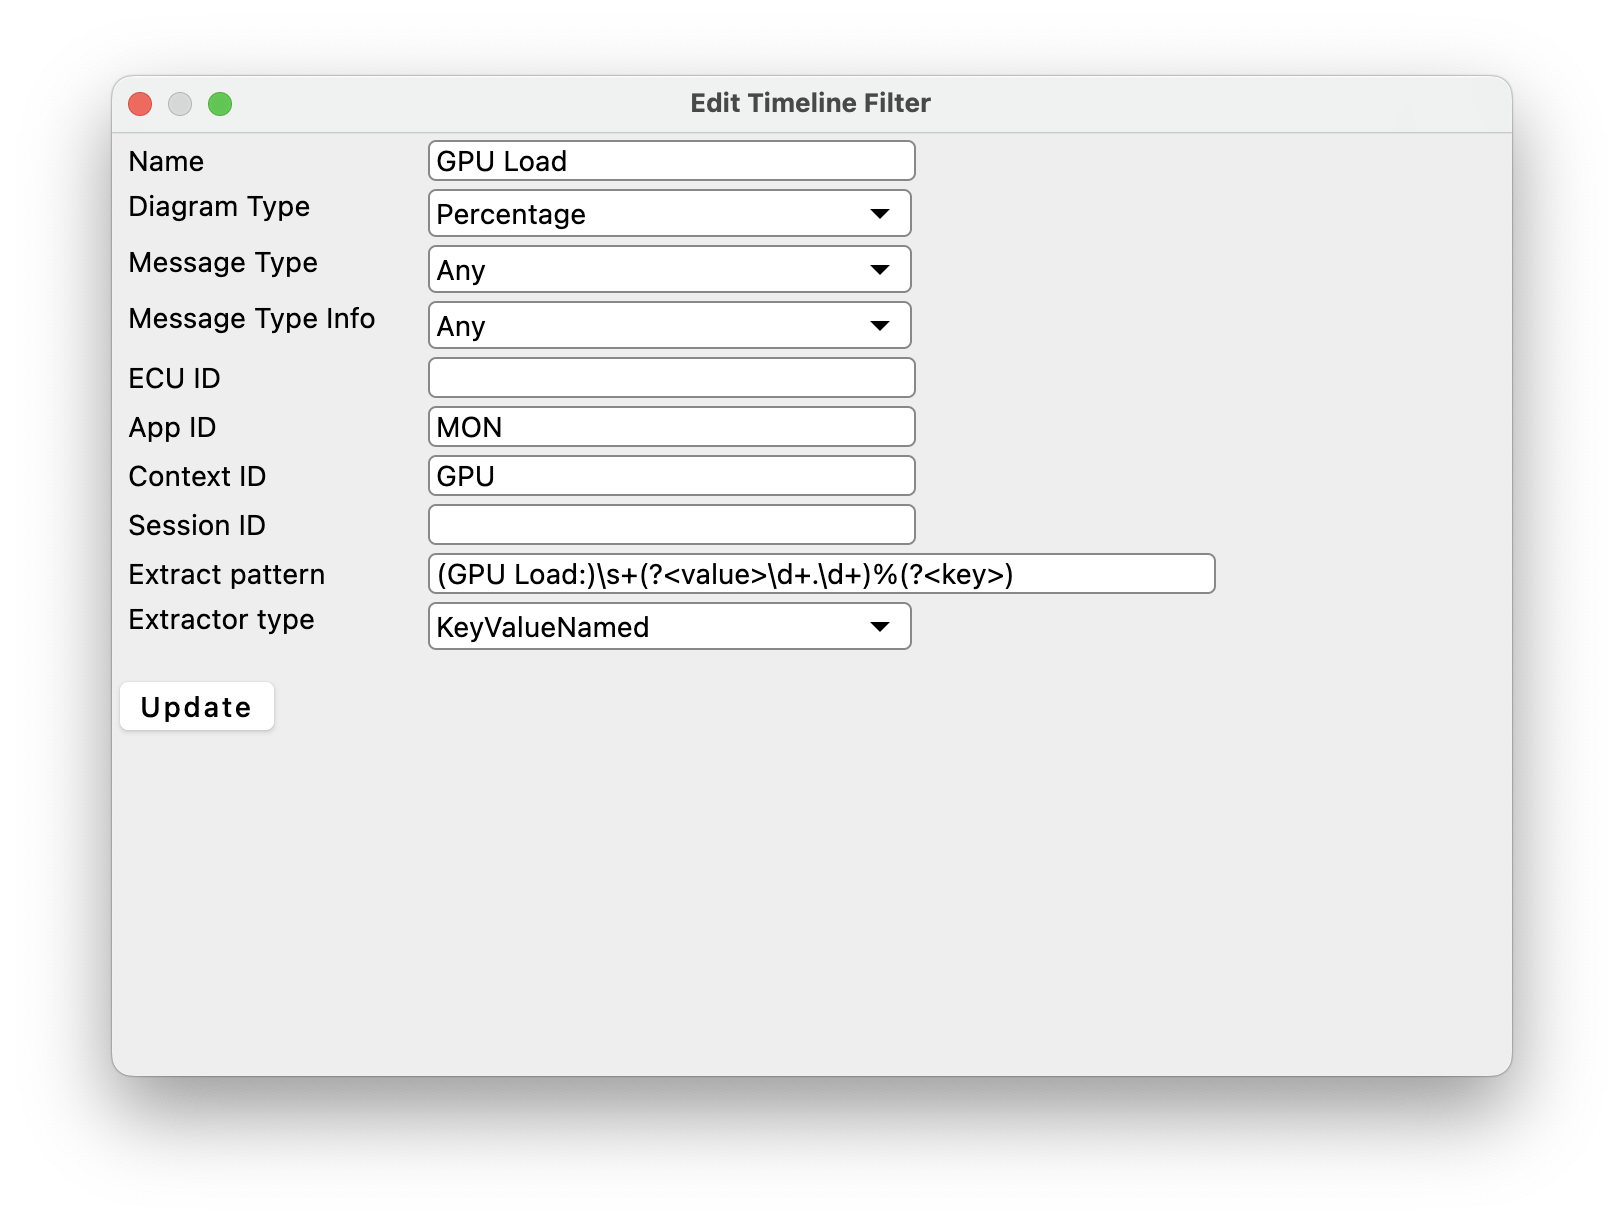 Edit Timeline Filter
Name GPU Load
Diagram Type Percentage
Message Type Any
Message Type Info Any
ECU ID
App ID MON
Context ID GPU
Session ID
Extract pattern (GPU Load:)\s+(?<value>\d+.\d+)%(?<key>)
Extractor type KeyValueNamed
Update